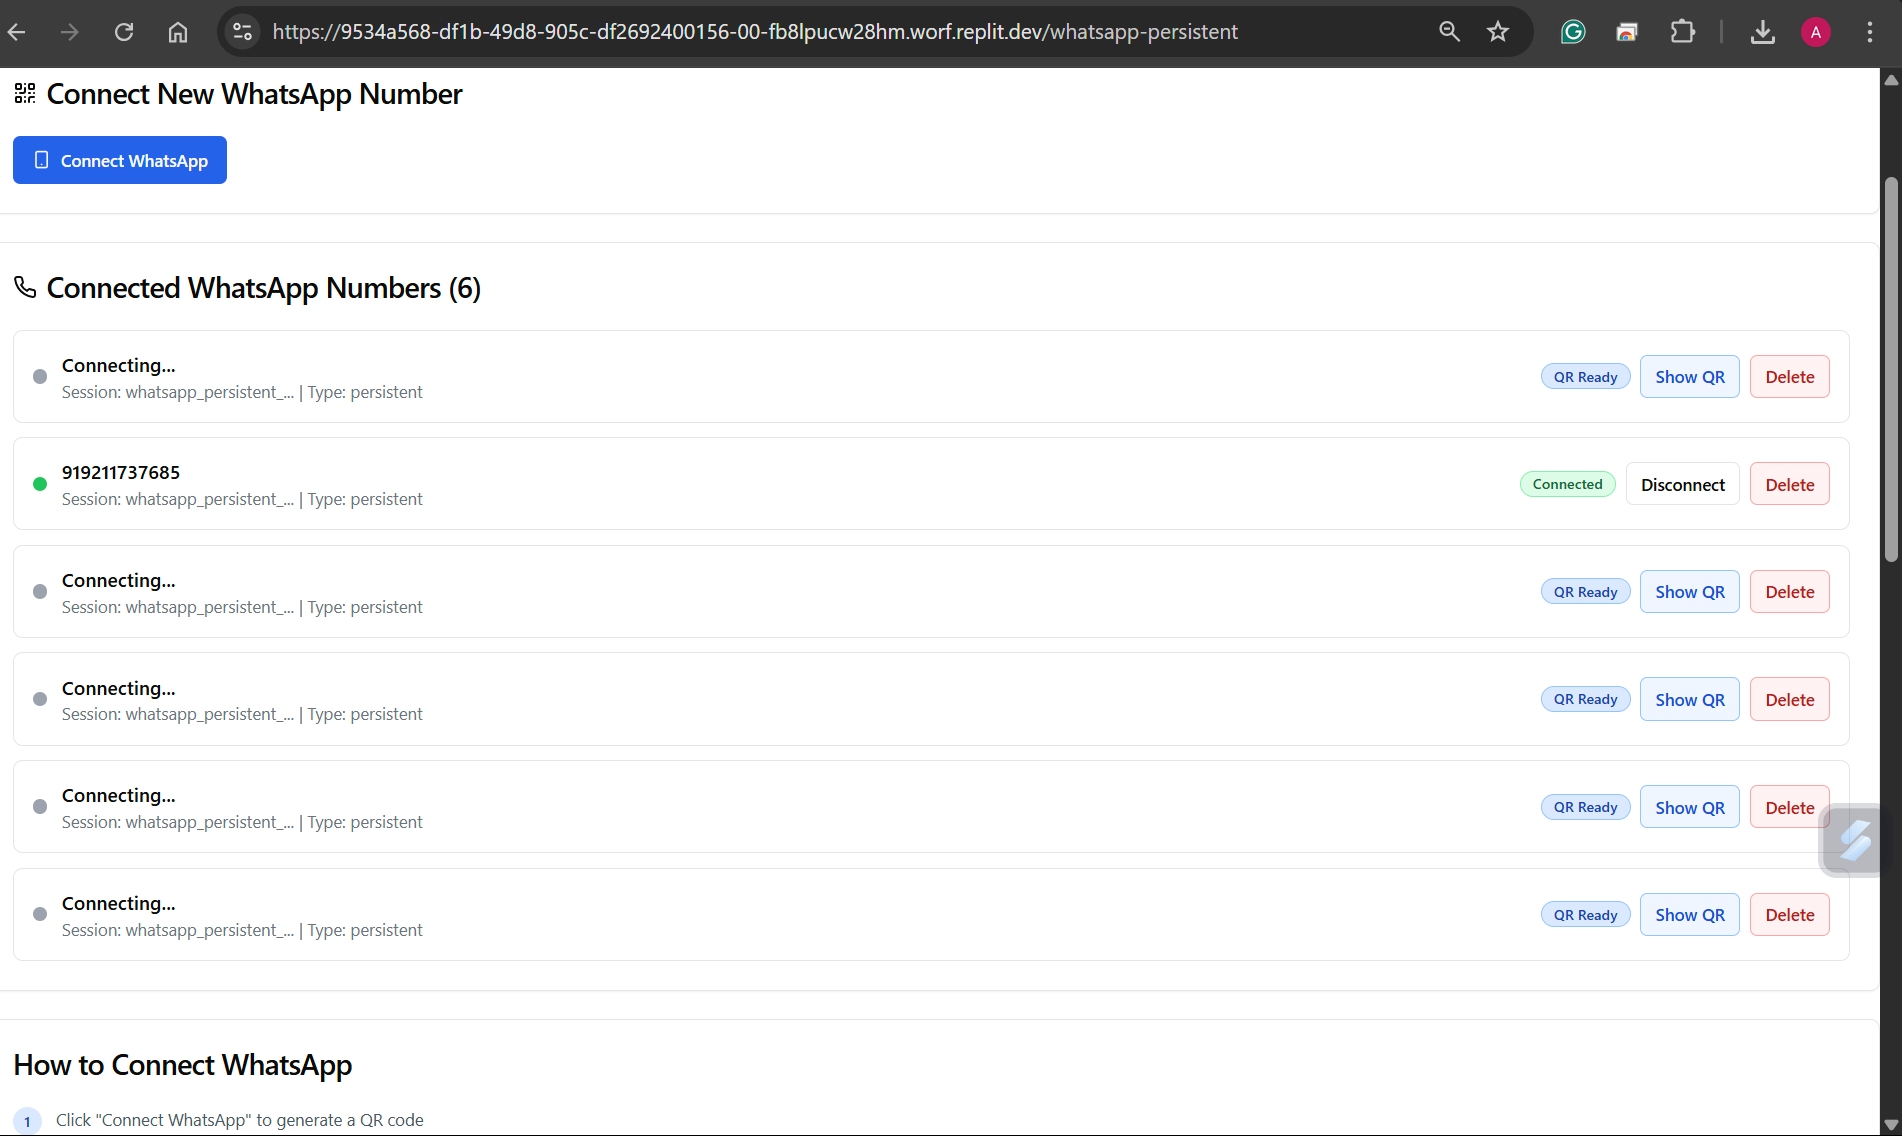 https://9534a568-df1b-49d8-905c-df2692400156-00-fb8lpucw28hm.worf.replit.dev/whatsapp-persistent
A
Connect New WhatsApp Number
Connect WhatsApp
Connected WhatsApp Numbers (6)
Connecting...
Session: whatsapp_persistent_... | Type: persistent
QR Ready Show QR Delete
919211737685
Session: whatsapp_persistent_... | Type: persistent
Connected Disconnect Delete
Connecting...
Session: whatsapp_persistent_... | Type: persistent
QR Ready Show QR Delete
Connecting...
Session: whatsapp_persistent_... | Type: persistent
QR Ready Show QR Delete
Connecting...
Session: whatsapp_persistent_... | Type: persistent
QR Ready Show QR Delete
Connecting...
Session: whatsapp_persistent_... | Type: persistent
QR Ready Show QR Delete
How to Connect WhatsApp
1 Click "Connect WhatsApp" to generate a QR code